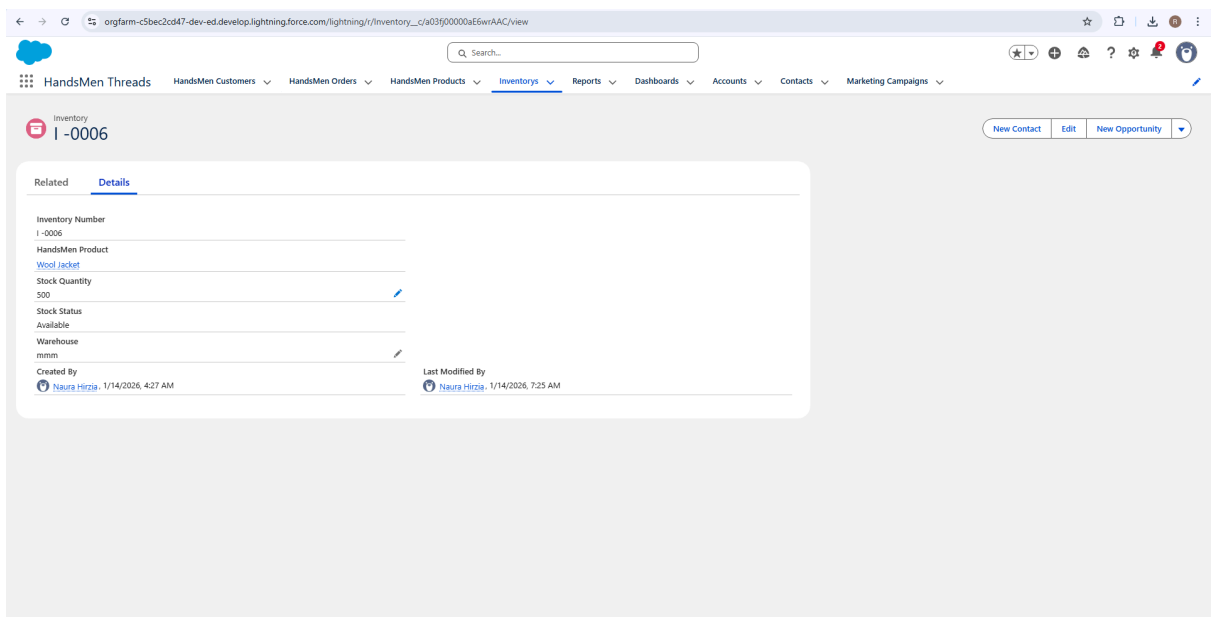 orgfarm-c5bec2cd47-dev-ed.develop.lightning.force.com/lightning/r/Inventory__c/a03fj00000aE6wrAAC/view
R
Search...
2
HandsMen Threads HandsMen Customers HandsMen Orders HandsMen Products Inventorys Reports Dashboards Accounts Contacts Marketing Campaigns
Inventory
I -0006
New Contact Edit New Opportunity
Related Details
Inventory Number
I -0006
HandsMen Product
Wool Jacket
Stock Quantity
500
Stock Status
Available
Warehouse
mmm
Created By Last Modified By
Naura Hirzia, 1/14/2026, 4:27 AM Naura Hirzia, 1/14/2026, 7:25 AM